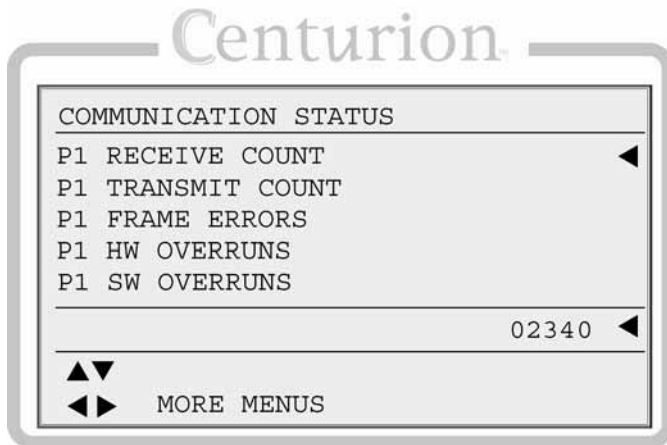 Centurion™
COMMUNICATION STATUS
P1 RECEIVE COUNT ◀
P1 TRANSMIT COUNT
P1 FRAME ERRORS
P1 HW OVERRUNS
P1 SW OVERRUNS
02340 ◀
▲▼
◀▶ MORE MENUS